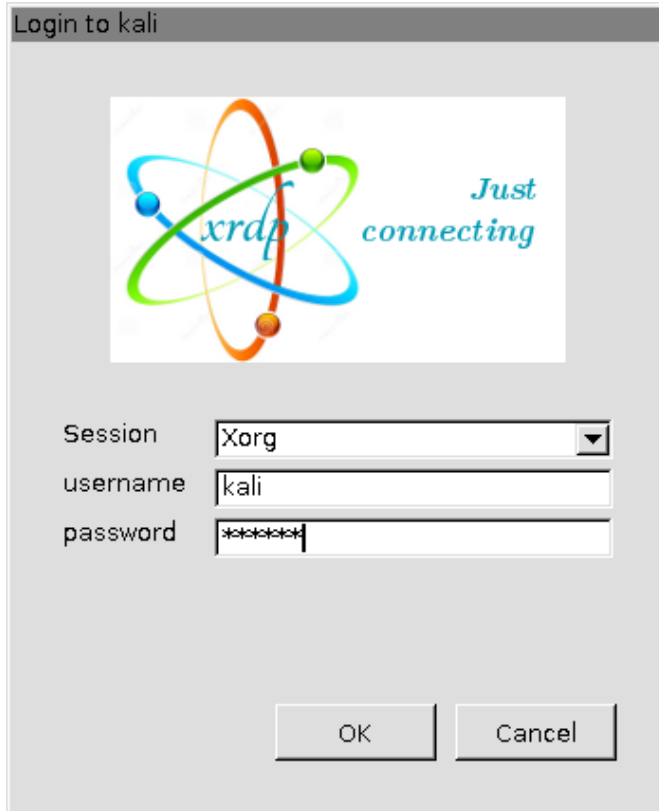 Login to kali
xrdp
Just
connecting
Session
Xorg
username
kali
password
******
OK
Cancel